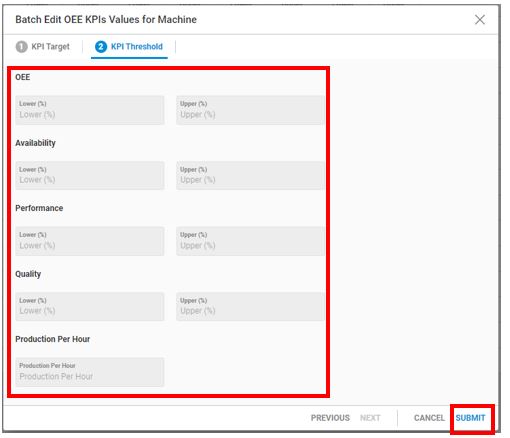 Batch Edit OEE KPIs Values for Machine
1 KPI Target 2 KPI Threshold
OEE
Lower (%) Upper (%)
Lower (%) Upper (%)
Availability
Lower (%) Upper (%)
Lower (%) Upper (%)
Performance
Lower (%) Upper (%)
Lower (%) Upper (%)
Quality
Lower (%) Upper (%)
Lower (%) Upper (%)
Production Per Hour
Production Per Hour
Production Per Hour
PREVIOUS NEXT CANCEL SUBMIT